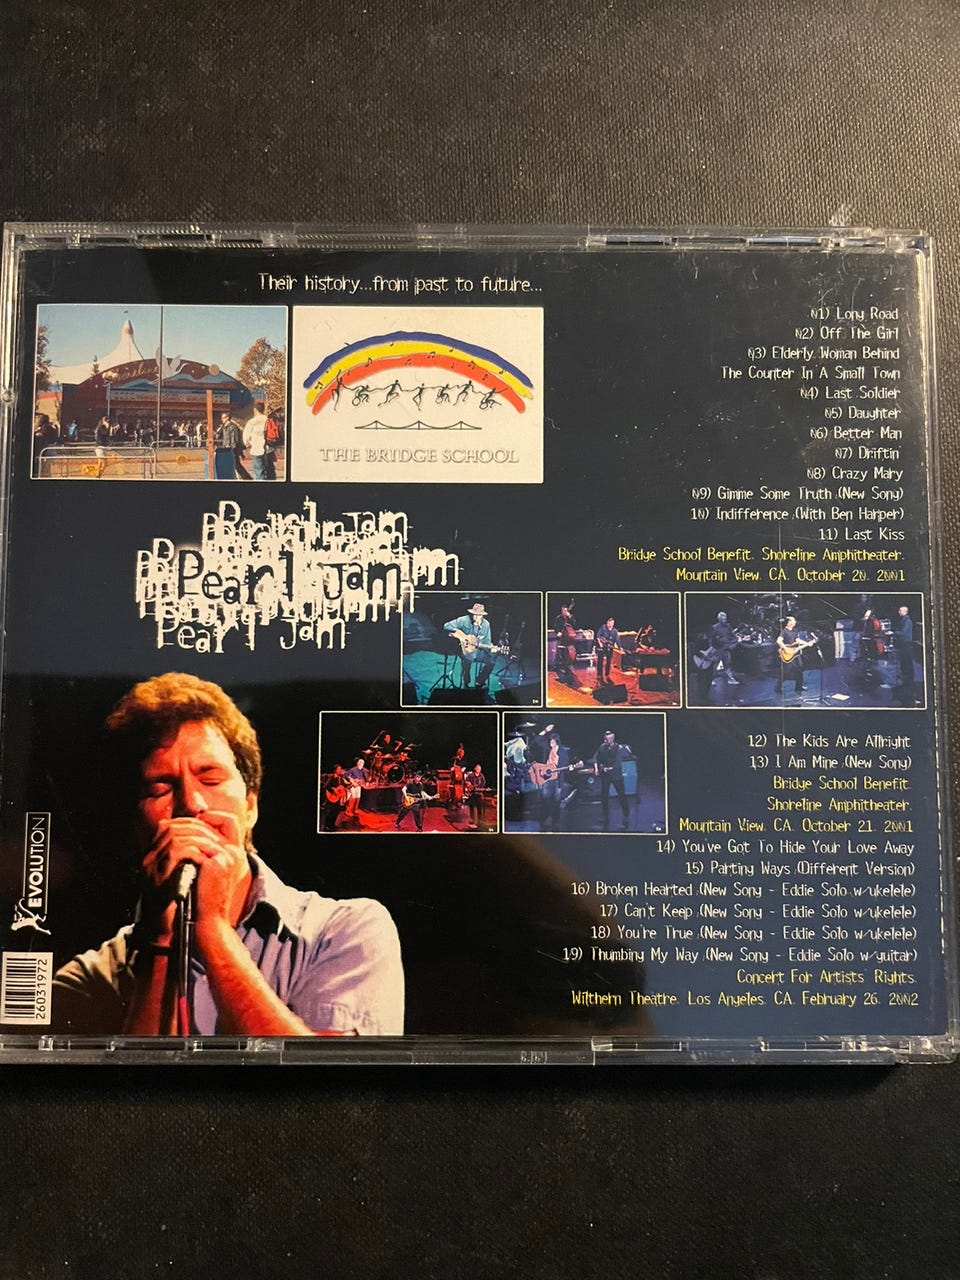 Their history...from past to future...
THE BRIDGE SCHOOL
Pearl Jam
Pearl Jam
01) Long Road
02) Off The Girl
03) Elderly Woman Behind
The Counter In A Small Town
04) Last Soldier
05) Daughter
06) Better Man
07) Driftin'
08) Crazy Mary
09) Gimme Some Truth (New Song)
10) Indifference (With Ben Harper)
11) Last Kiss
Bridge School Benefit. Shoreline Amphitheater.
Mountain View. CA. October 20. 2001
12) The Kids Are Allright
13) I Am Mine (New Song)
Bridge School Benefit.
Shoreline Amphitheater.
Mountain View. CA. October 21. 2001
14) You've Got To Hide Your Love Away
15) Parting Ways (Different Version)
16) Broken Hearted (New Song - Eddie Solo w/ukelele)
17) Can't Keep (New Song - Eddie Solo w/ukelele)
18) You're True (New Song - Eddie Solo w/ukelele)
19) Thumbing My Way (New Song - Eddie Solo w/guitar)
Concert For Artists' Rights.
Wilthern Theatre. Los Angeles. CA. February 26. 2002
EVOLUTION
26031972